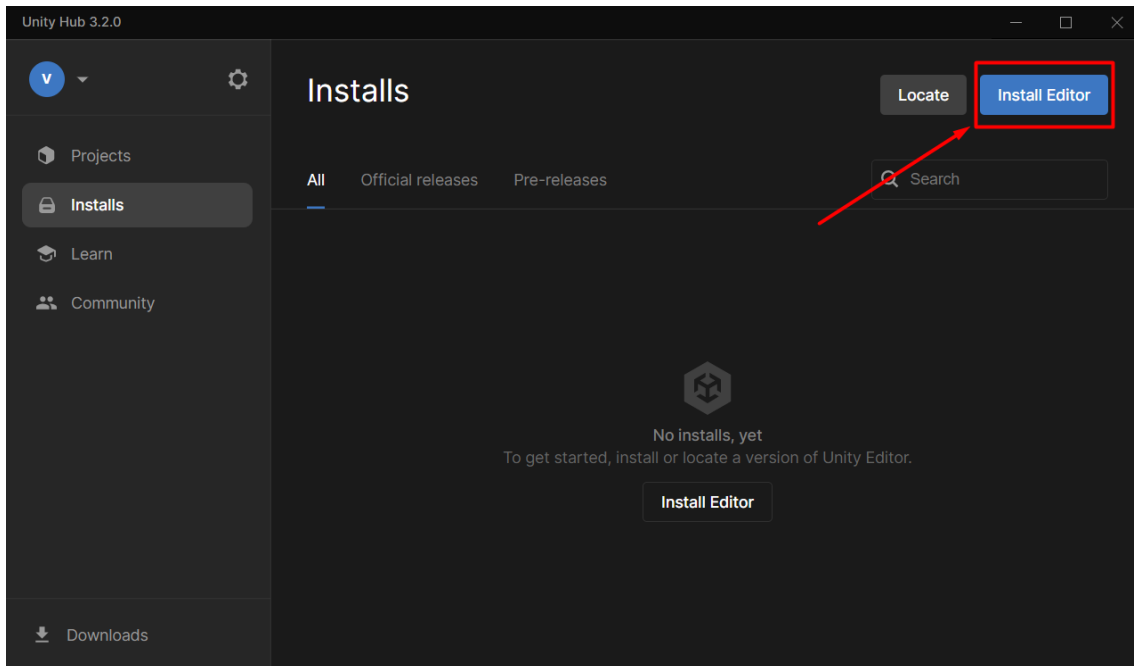 Unity Hub 3.2.0
V
Installs
Locate
Install Editor
Projects
Installs
Learn
Community
All
Official releases
Pre-releases
Search
No installs, yet
To get started, install or locate a version of Unity Editor.
Install Editor
Downloads